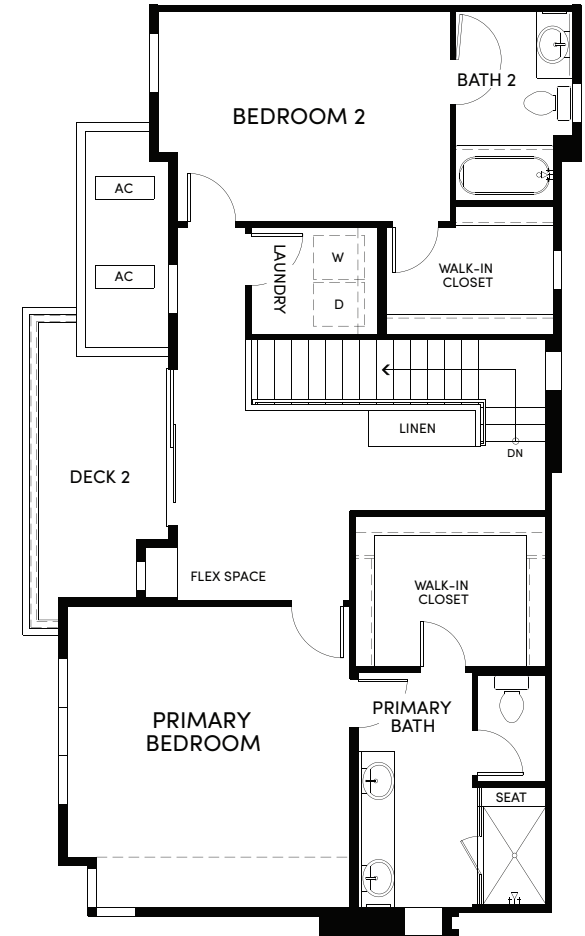 BEDROOM 2
BATH 2
AC
AC
LAUNDRY
W
D
WALK-IN
CLOSET
LINEN
DN
DECK 2
FLEX SPACE
WALK-IN
CLOSET
PRIMARY
BEDROOM
PRIMARY
BATH
SEAT